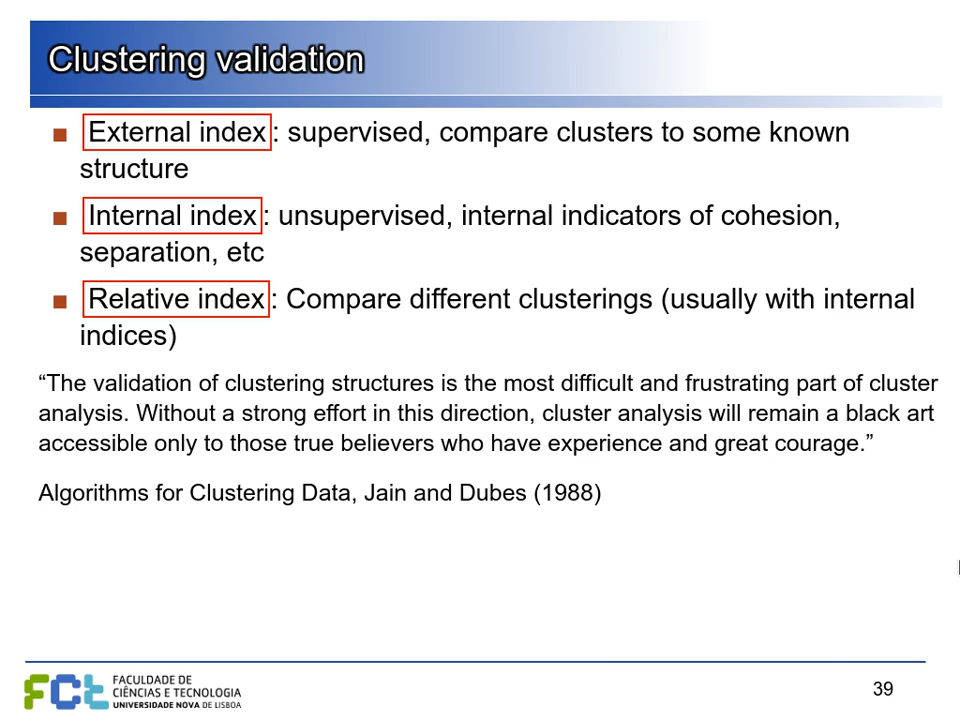 Clustering validation
External index: supervised, compare clusters to some known
structure
Internal index: unsupervised, internal indicators of cohesion,
separation, etc
Relative index: Compare different clusterings (usually with internal
indices)
“The validation of clustering structures is the most difficult and frustrating part of cluster
analysis. Without a strong effort in this direction, cluster analysis will remain a black art
accessible only to those true believers who have experience and great courage.”
Algorithms for Clustering Data, Jain and Dubes (1988)
FCT
FACULDADE DE
CIÊNCIAS E TECNOLOGIA
UNIVERSIDADE NOVA DE LISBOA
39